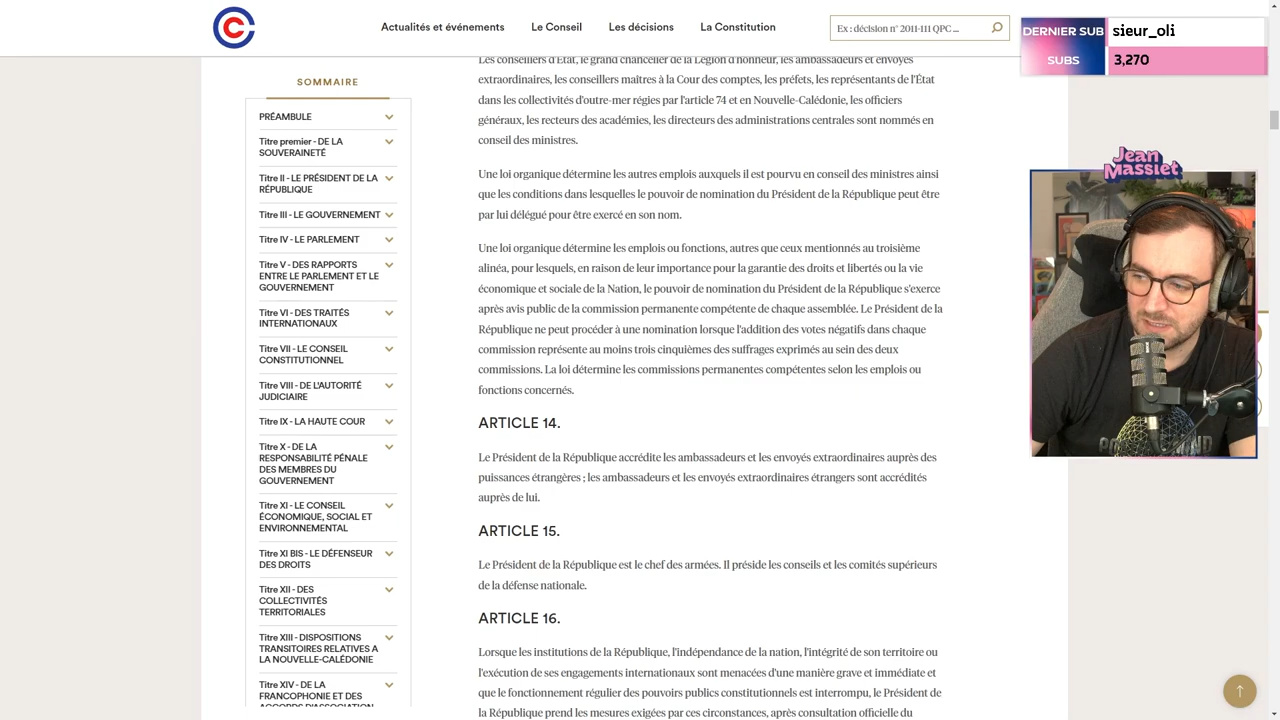 Actualités et événements
Le Conseil
Les décisions
La Constitution
Ex : décision n° 2011-111 QPC ...
DERNIER SUB
sieur_oli
SUBS
3,270
Jean
Massiet
SOMMAIRE
PRÉAMBULE
Titre premier - DE LA
SOUVERAINETÉ
Titre II - LE PRÉSIDENT DE LA
RÉPUBLIQUE
Titre III - LE GOUVERNEMENT
Titre IV - LE PARLEMENT
Titre V - DES RAPPORTS
ENTRE LE PARLEMENT ET LE
GOUVERNEMENT
Titre VI - DES TRAITÉS
INTERNATIONAUX
Titre VII - LE CONSEIL
CONSTITUTIONNEL
Titre VIII - DE L'AUTORITÉ
JUDICIAIRE
Titre IX - LA HAUTE COUR
Titre X - DE LA
RESPONSABILITÉ PÉNALE
DES MEMBRES DU
GOUVERNEMENT
Titre XI - LE CONSEIL
ÉCONOMIQUE, SOCIAL ET
ENVIRONNEMENTAL
Titre XI BIS - LE DÉFENSEUR
DES DROITS
Titre XII - DES
COLLECTIVITÉS
TERRITORIALES
Titre XIII - DISPOSITIONS
TRANSITOIRES RELATIVES A
LA NOUVELLE-CALÉDONIE
Titre XIV - DE LA
FRANCOPHONIE ET DES
ACCORDS D'ASSOCIATION
Les conseillers d'État, le grand chancelier de la Légion d'honneur, les ambassadeurs et envoyés
extraordinaires, les conseillers maîtres à la Cour des comptes, les préfets, les représentants de l'État
dans les collectivités d'outre-mer régies par l'article 74 et en Nouvelle-Calédonie, les officiers
généraux, les recteurs des académies, les directeurs des administrations centrales sont nommés en
conseil des ministres.
Une loi organique détermine les autres emplois auxquels il est pourvu en conseil des ministres ainsi
que les conditions dans lesquelles le pouvoir de nomination du Président de la République peut être
par lui délégué pour être exercé en son nom.
Une loi organique détermine les emplois ou fonctions, autres que ceux mentionnés au troisième
alinéa, pour lesquels, en raison de leur importance pour la garantie des droits et libertés ou la vie
économique et sociale de la Nation, le pouvoir de nomination du Président de la République s'exerce
après avis public de la commission permanente compétente de chaque assemblée. Le Président de la
République ne peut procéder à une nomination lorsque l'addition des votes négatifs dans chaque
commission représente au moins trois cinquièmes des suffrages exprimés au sein des deux
commissions. La loi détermine les commissions permanentes compétentes selon les emplois ou
fonctions concernés.
ARTICLE 14.
Le Président de la République accrédite les ambassadeurs et les envoyés extraordinaires auprès des
puissances étrangères ; les ambassadeurs et les envoyés extraordinaires étrangers sont accrédités
auprès de lui.
ARTICLE 15.
Le Président de la République est le chef des armées. Il préside les conseils et les comités supérieurs
de la défense nationale.
ARTICLE 16.
Lorsque les institutions de la République, l'indépendance de la nation, l'intégrité de son territoire ou
l'exécution de ses engagements internationaux sont menacées d'une manière grave et immédiate et
que le fonctionnement régulier des pouvoirs publics constitutionnels est interrompu, le Président de
la République prend les mesures exigées par ces circonstances, après consultation officielle du